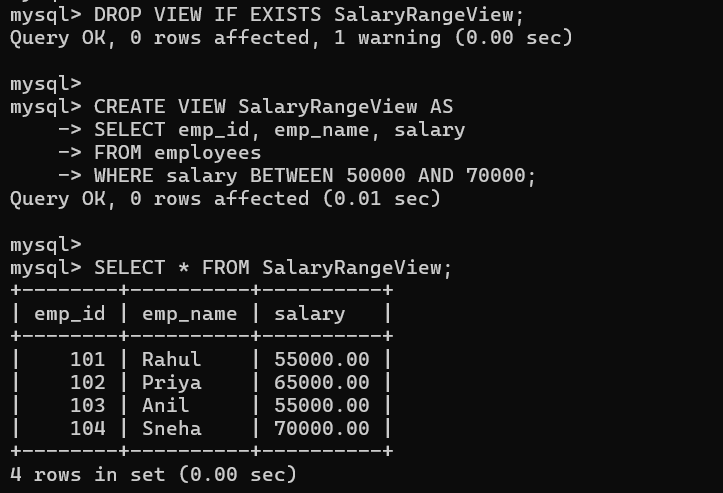 mysql> DROP VIEW IF EXISTS SalaryRangeView;
Query OK, 0 rows affected, 1 warning (0.00 sec)
mysql>
mysql> CREATE VIEW SalaryRangeView AS
    -> SELECT emp_id, emp_name, salary
    -> FROM employees
    -> WHERE salary BETWEEN 50000 AND 70000;
Query OK, 0 rows affected (0.01 sec)
mysql>
mysql> SELECT * FROM SalaryRangeView;
+--------+----------+----------+
| emp_id | emp_name | salary   |
+--------+----------+----------+
|    101 | Rahul    | 55000.00 |
|    102 | Priya    | 65000.00 |
|    103 | Anil     | 55000.00 |
|    104 | Sneha    | 70000.00 |
+--------+----------+----------+
4 rows in set (0.00 sec)